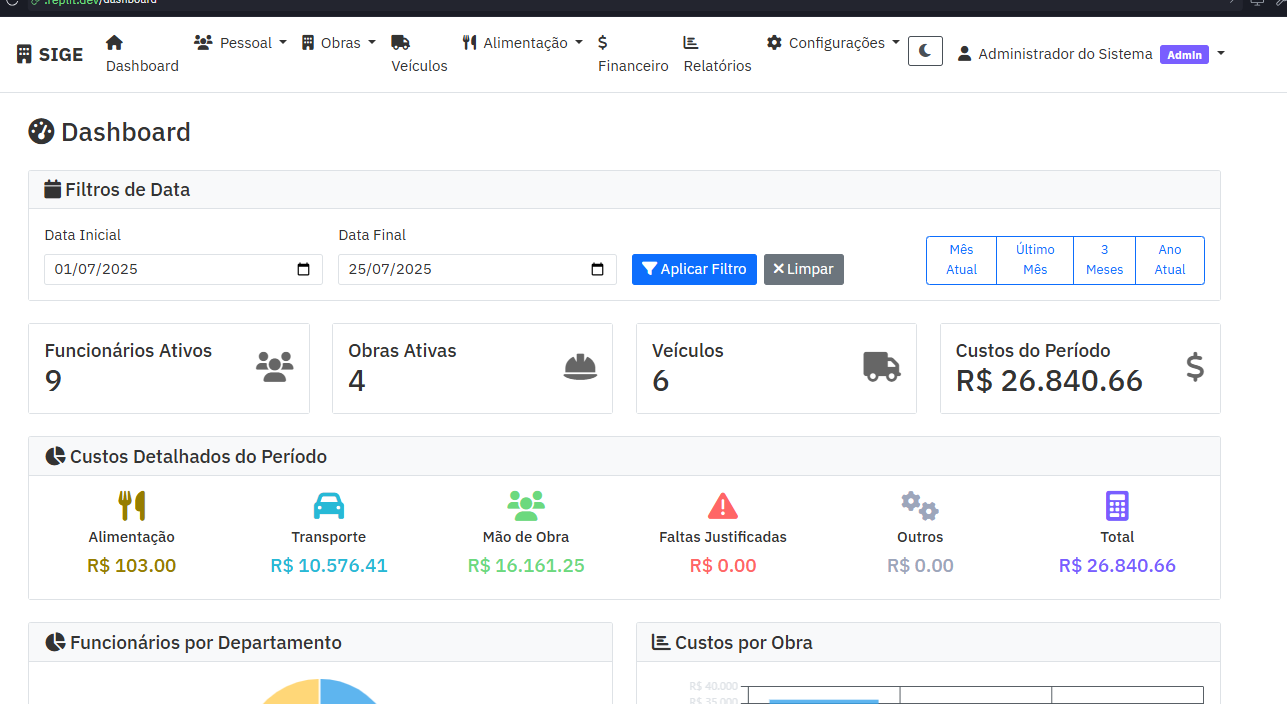 .replit.dev/dashboard
SIGE
Dashboard
Pessoal
Obras
Veículos
Alimentação
Financeiro
Relatórios
Configurações
Administrador do Sistema Admin
Dashboard
Filtros de Data
Data Inicial
Data Final
01/07/2025
25/07/2025
Aplicar Filtro
Limpar
Mês
Atual
Último
Mês
3
Meses
Ano
Atual
Funcionários Ativos
9
Obras Ativas
4
Veículos
6
Custos do Período
R$ 26.840.66
Custos Detalhados do Período
Alimentação
R$ 103.00
Transporte
R$ 10.576.41
Mão de Obra
R$ 16.161.25
Faltas Justificadas
R$ 0.00
Outros
R$ 0.00
Total
R$ 26.840.66
Funcionários por Departamento
Custos por Obra
R$ 40.000
R$ 35.000